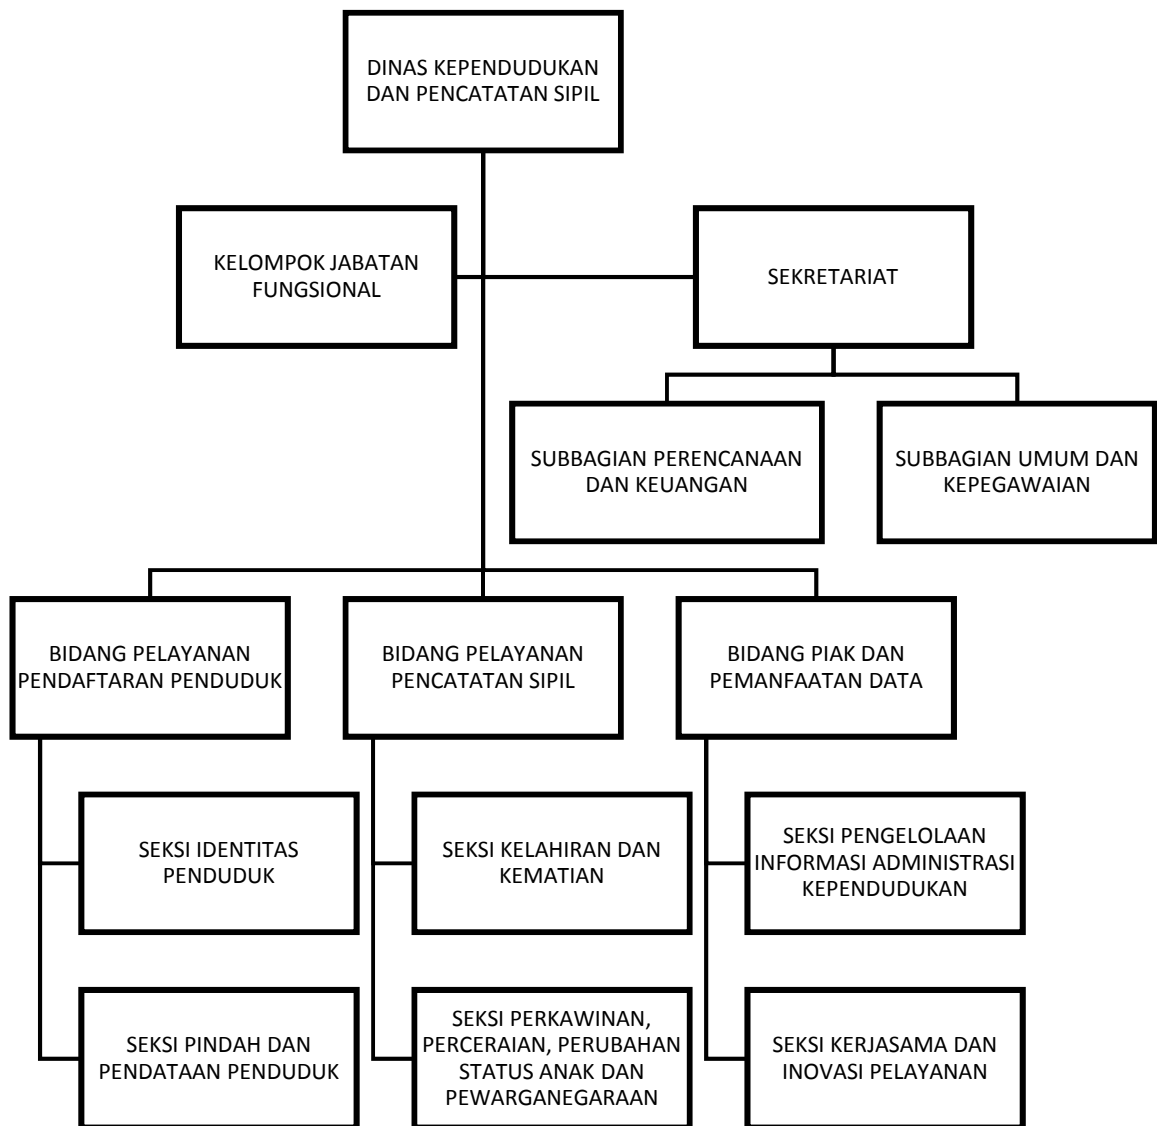 DINAS KEPENDUDUKAN
DAN PENCATATAN SIPIL
KELOMPOK JABATAN
FUNGSIONAL
SEKRETARIAT
SUBBAGIAN PERENCANAAN
DAN KEUANGAN
SUBBAGIAN UMUM DAN
KEPEGAWAIAN
BIDANG PELAYANAN
PENDAFTARAN PENDUDUK
BIDANG PELAYANAN
PENCATATAN SIPIL
BIDANG PIAK DAN
PEMANFAATAN DATA
SEKSI IDENTITAS
PENDUDUK
SEKSI KELAHIRAN DAN
KEMATIAN
SEKSI PENGELOLAAN
INFORMASI ADMINISTRASI
KEPENDUDUKAN
SEKSI PINDAH DAN
PENDATAAN PENDUDUK
SEKSI PERKAWINAN,
PERCERAIAN, PERUBAHAN
STATUS ANAK DAN
PEWARGANEGARAAN
SEKSI KERJASAMA DAN
INOVASI PELAYANAN